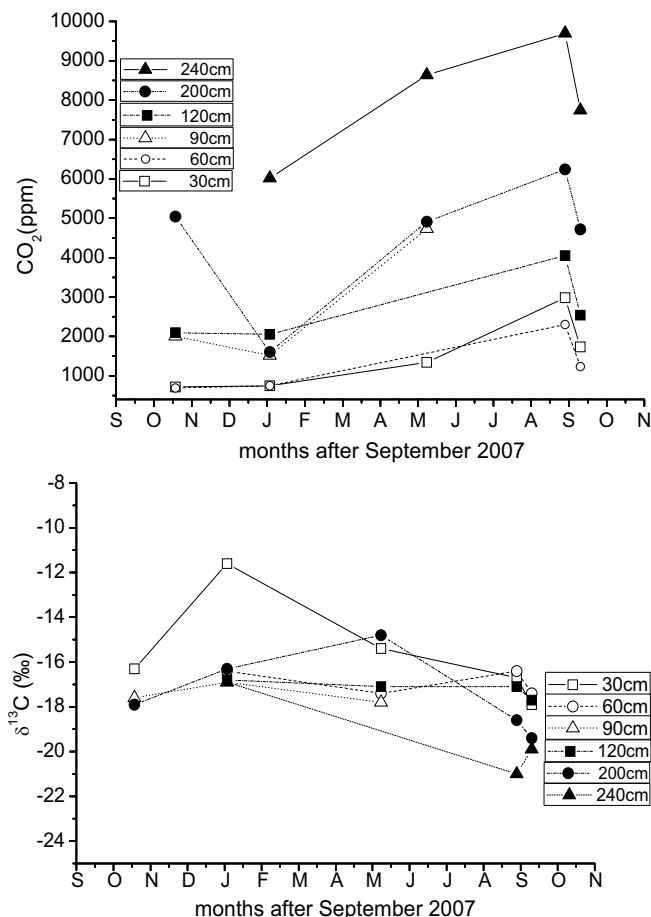 10000
9000
8000
7000
6000
5000
4000
3000
2000
1000
CO₂(ppm)
240cm
200cm
120cm
90cm
60cm
30cm
S O N D J F M A M J J A S O N
months after September 2007
-8
-10
-12
-14
-16
-18
-20
-22
-24
δ¹³C (‰)
30cm
60cm
90cm
120cm
200cm
240cm
S O N J F M A M J J A S O N
months after September 2007